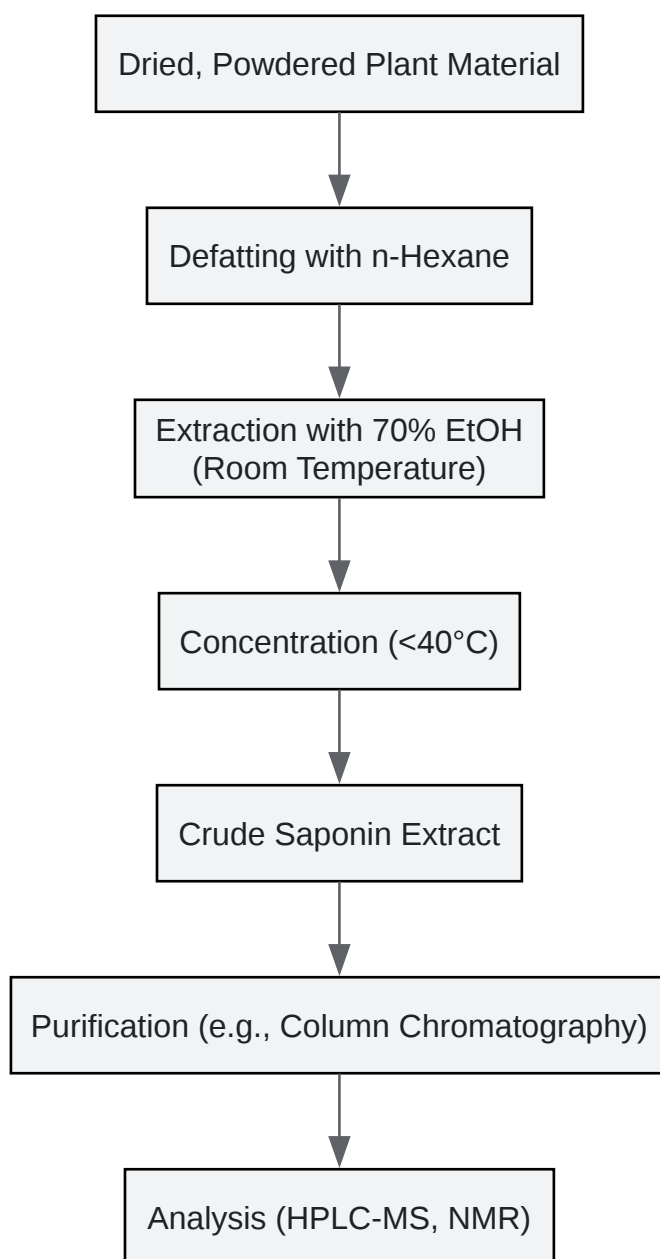 Dried, Powdered Plant Material
Defatting with n-Hexane
Extraction with 70% EtOH
(Room Temperature)
Concentration (<40°C)
Crude Saponin Extract
Purification (e.g., Column Chromatography)
Analysis (HPLC-MS, NMR)